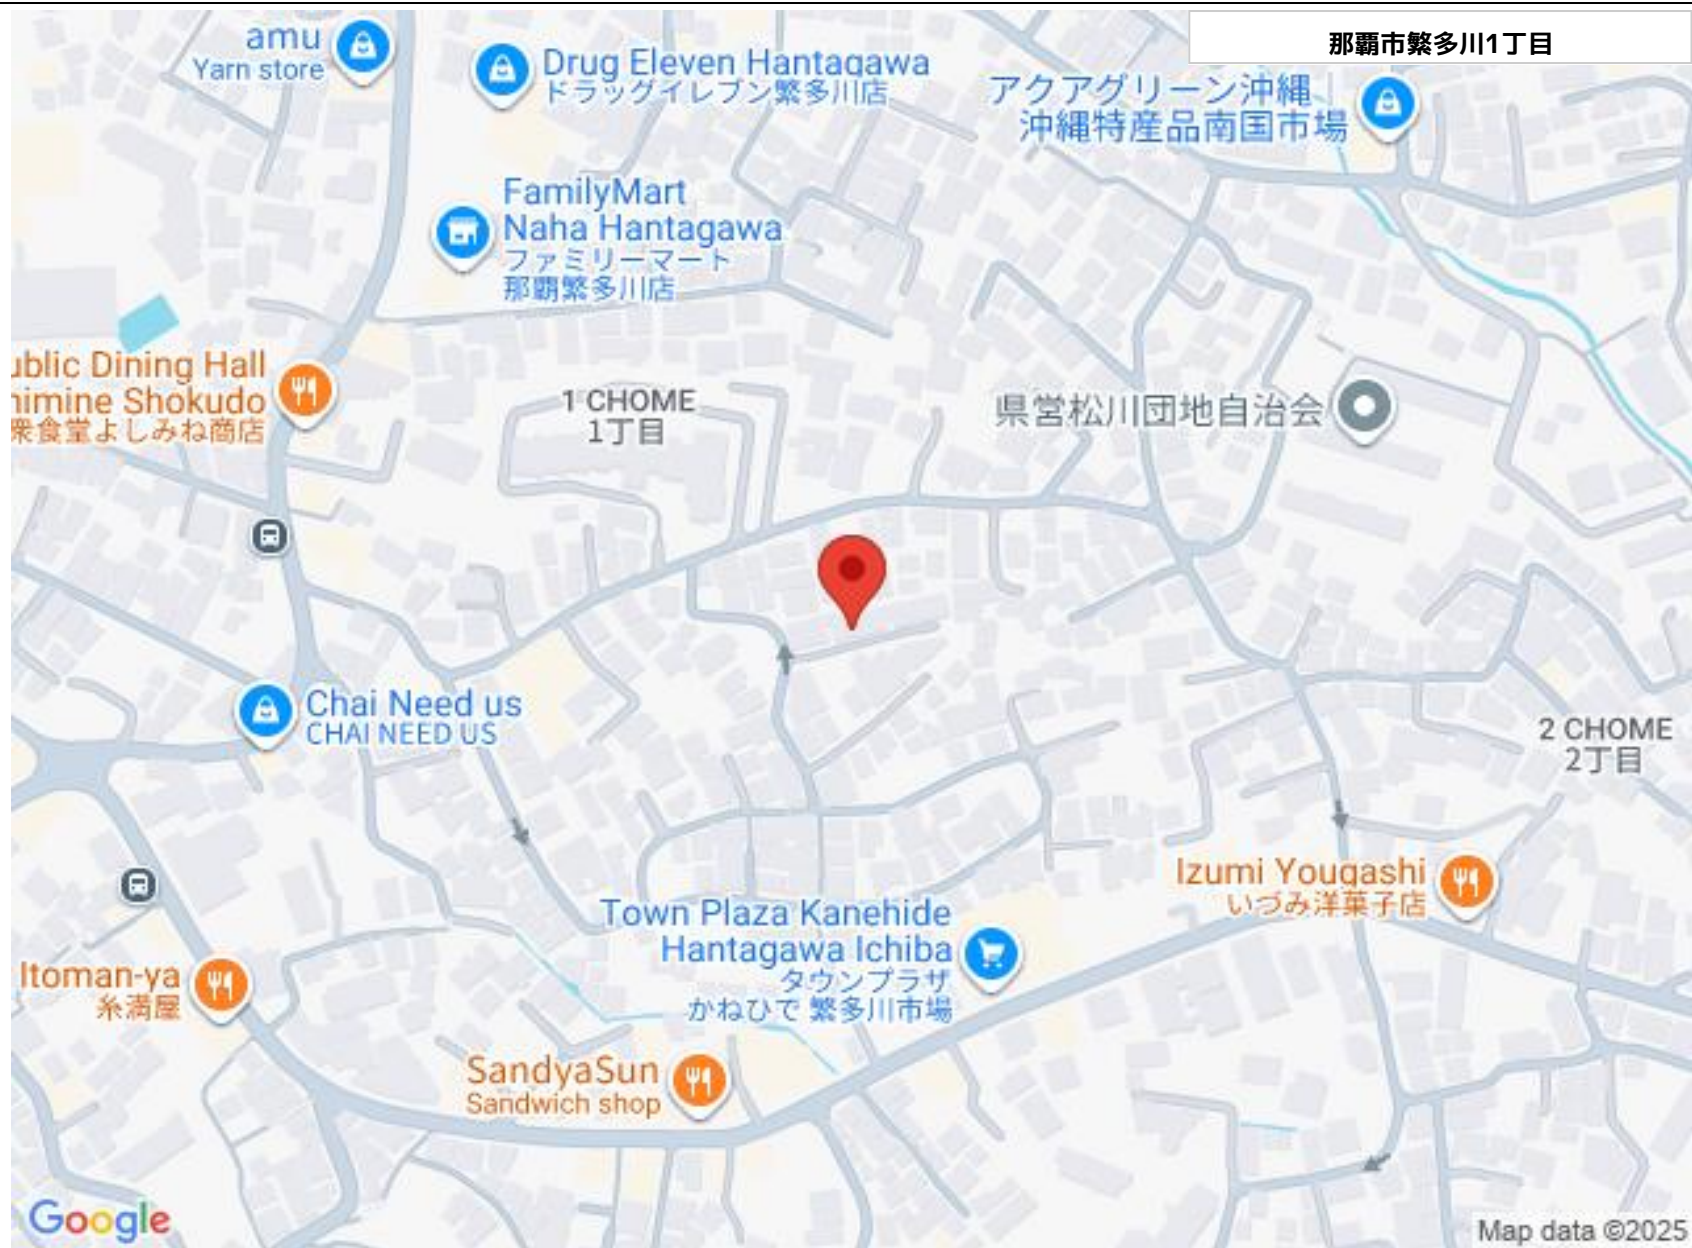 那覇市繁多川1丁目
amu
Yarn store
Drug Eleven Hantagawa
ドラッグイレブン繁多川店
アクアグリーン沖縄
沖縄特産品南国市場
FamilyMart
Naha Hantagawa
ファミリーマート
那覇繁多川店
ublic Dining Hall
himine Shokudo
衆食堂よしみね商店
1 CHOME
1丁目
県営松川団地自治会
Chai Need us
CHAI NEED US
2 CHOME
2丁目
Izumi Yougashi
いづみ洋菓子店
Town Plaza Kanehide
Hantagawa Ichiba
タウンプラザ
かねひで 繁多川市場
Itoman-ya
糸満屋
SandyaSun
Sandwich shop
Google
Map data ©2025